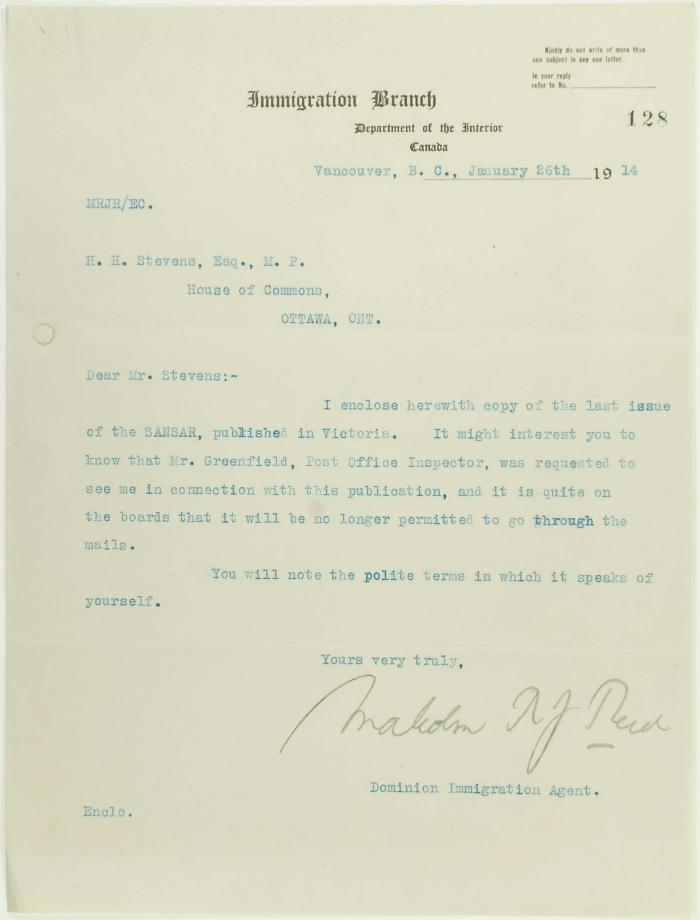 Kindly do not write of more than
one subject in any one letter.
In your reply
refer to No.
128
Immigration Branch
Department of the Interior
Canada
Vancouver, B. C., January 26th 19 14
MRJR/EC.
H. H. Stevens, Esq., M. P.
House of Commons,
OTTAWA, ONT.
Dear Mr. Stevens:-
I enclose herewith copy of the last issue
of the SANSAR, published in Victoria. It might interest you to
know that Mr. Greenfield, Post Office Inspector, was requested to
see me in connection with this publication, and it is quite on
the boards that it will be no longer permitted to go through the
mails.
You will note the polite terms in which it speaks of
yourself.
Yours very truly,
Malcolm R J Reid
Dominion Immigration Agent.
Enclo.